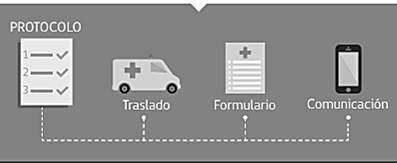 PROTOCOLO
1
2
3
Traslado
Formulario
Comunicación